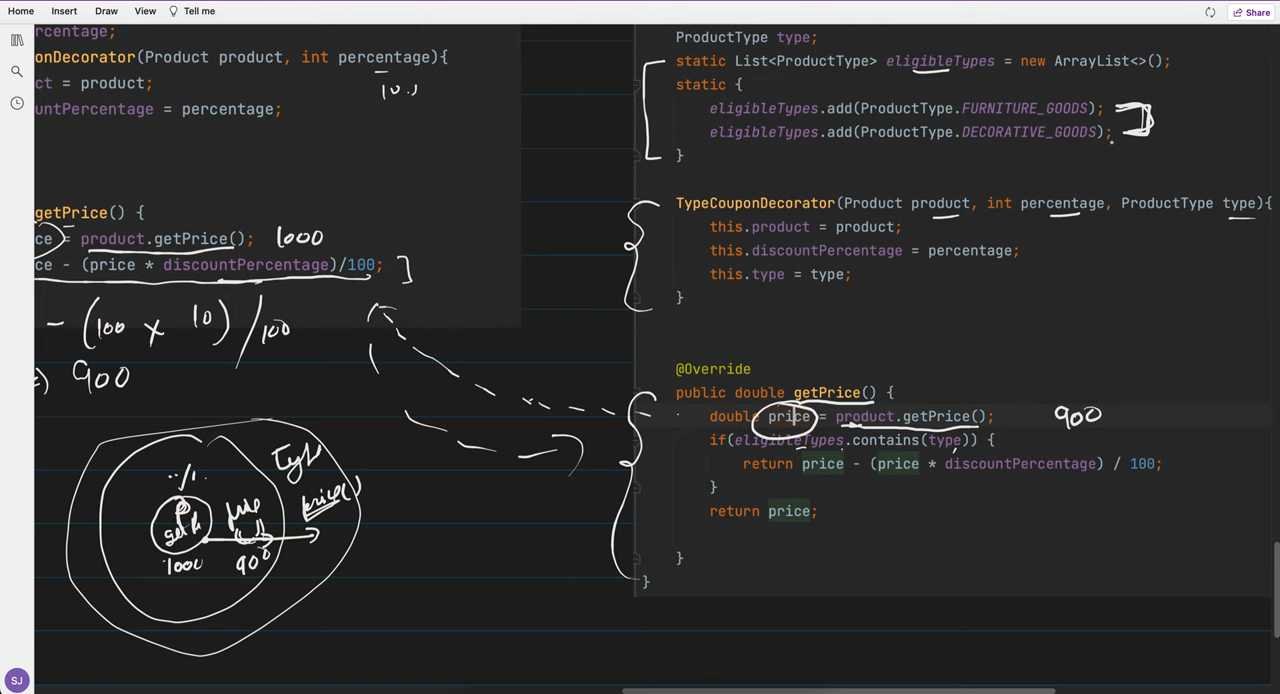 Home Insert Draw View Tell me
Share
ercentage;
onDecorator(Product product, int percentage){
ct = product;
ountPercentage = percentage;
getPrice() {
ce = product.getPrice(); 1000
ce - (price * discountPercentage)/100;
- (100 x 10) / 100
900
Type
price()
1000
900
ProductType type;
static List<ProductType> eligibleTypes = new ArrayList<>();
static {
eligibleTypes.add(ProductType.FURNITURE_GOODS);
eligibleTypes.add(ProductType.DECORATIVE_GOODS);
}
TypeCouponDecorator(Product product, int percentage, ProductType type){
this.product = product;
this.discountPercentage = percentage;
this.type = type;
}
@Override
public double getPrice() {
double price = product.getPrice(); 900
if(eligibleTypes.contains(type)) {
return price - (price * discountPercentage) / 100;
}
return price;
}
}
SJ